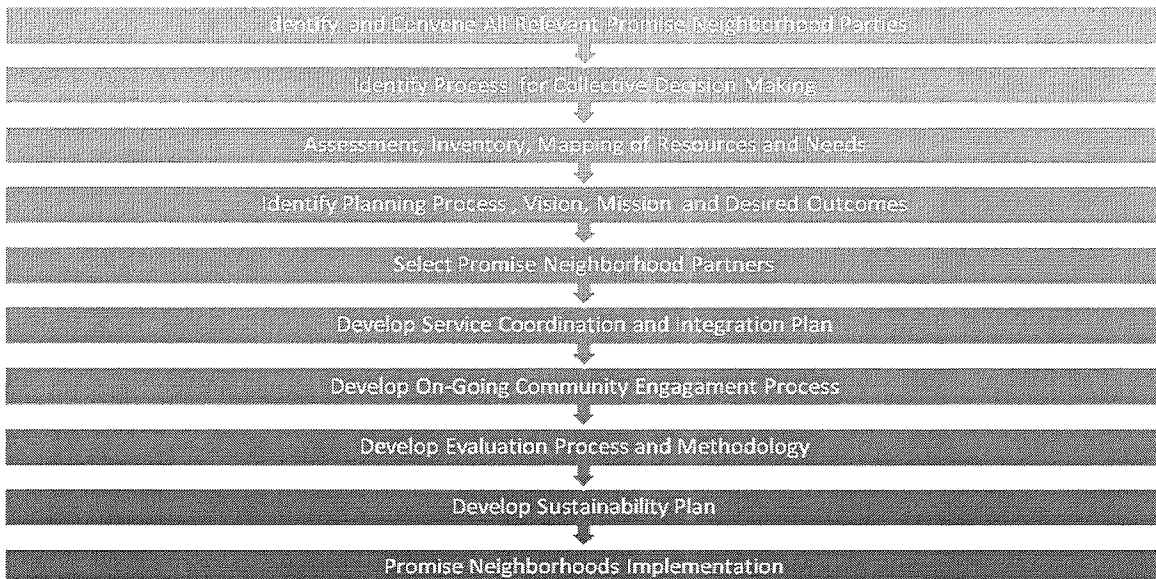 Identify and Convene All Relevant Promise Neighborhood Parties
Identify Process for Collective Decision Making
Assessment, Inventory, Mapping of Resources and Needs
Identify Planning Process , Vision, Mission and Desired Outcomes
Select Promise Neighborhood Partners
Develop Service Coordination and Integration Plan
Develop On-Going Community Engagament Process
Develop Evaluation Process and Methodology
Develop Sustainability Plan
Promise Neighborhoods Implementation